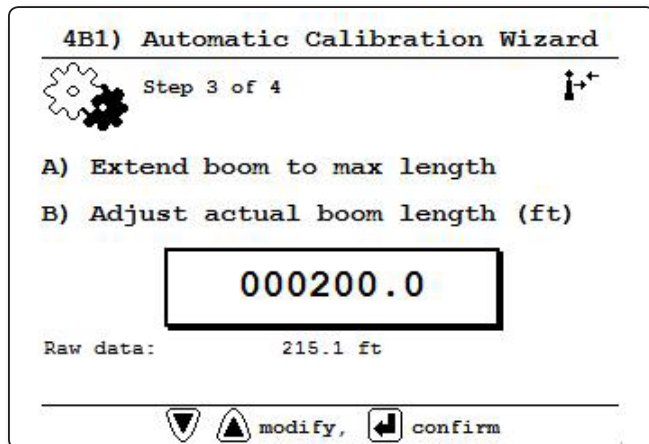 4B1) Automatic Calibration Wizard
Step 3 of 4
A) Extend boom to max length
B) Adjust actual boom length (ft)
000200.0
Raw data: 215.1 ft
modify, confirm